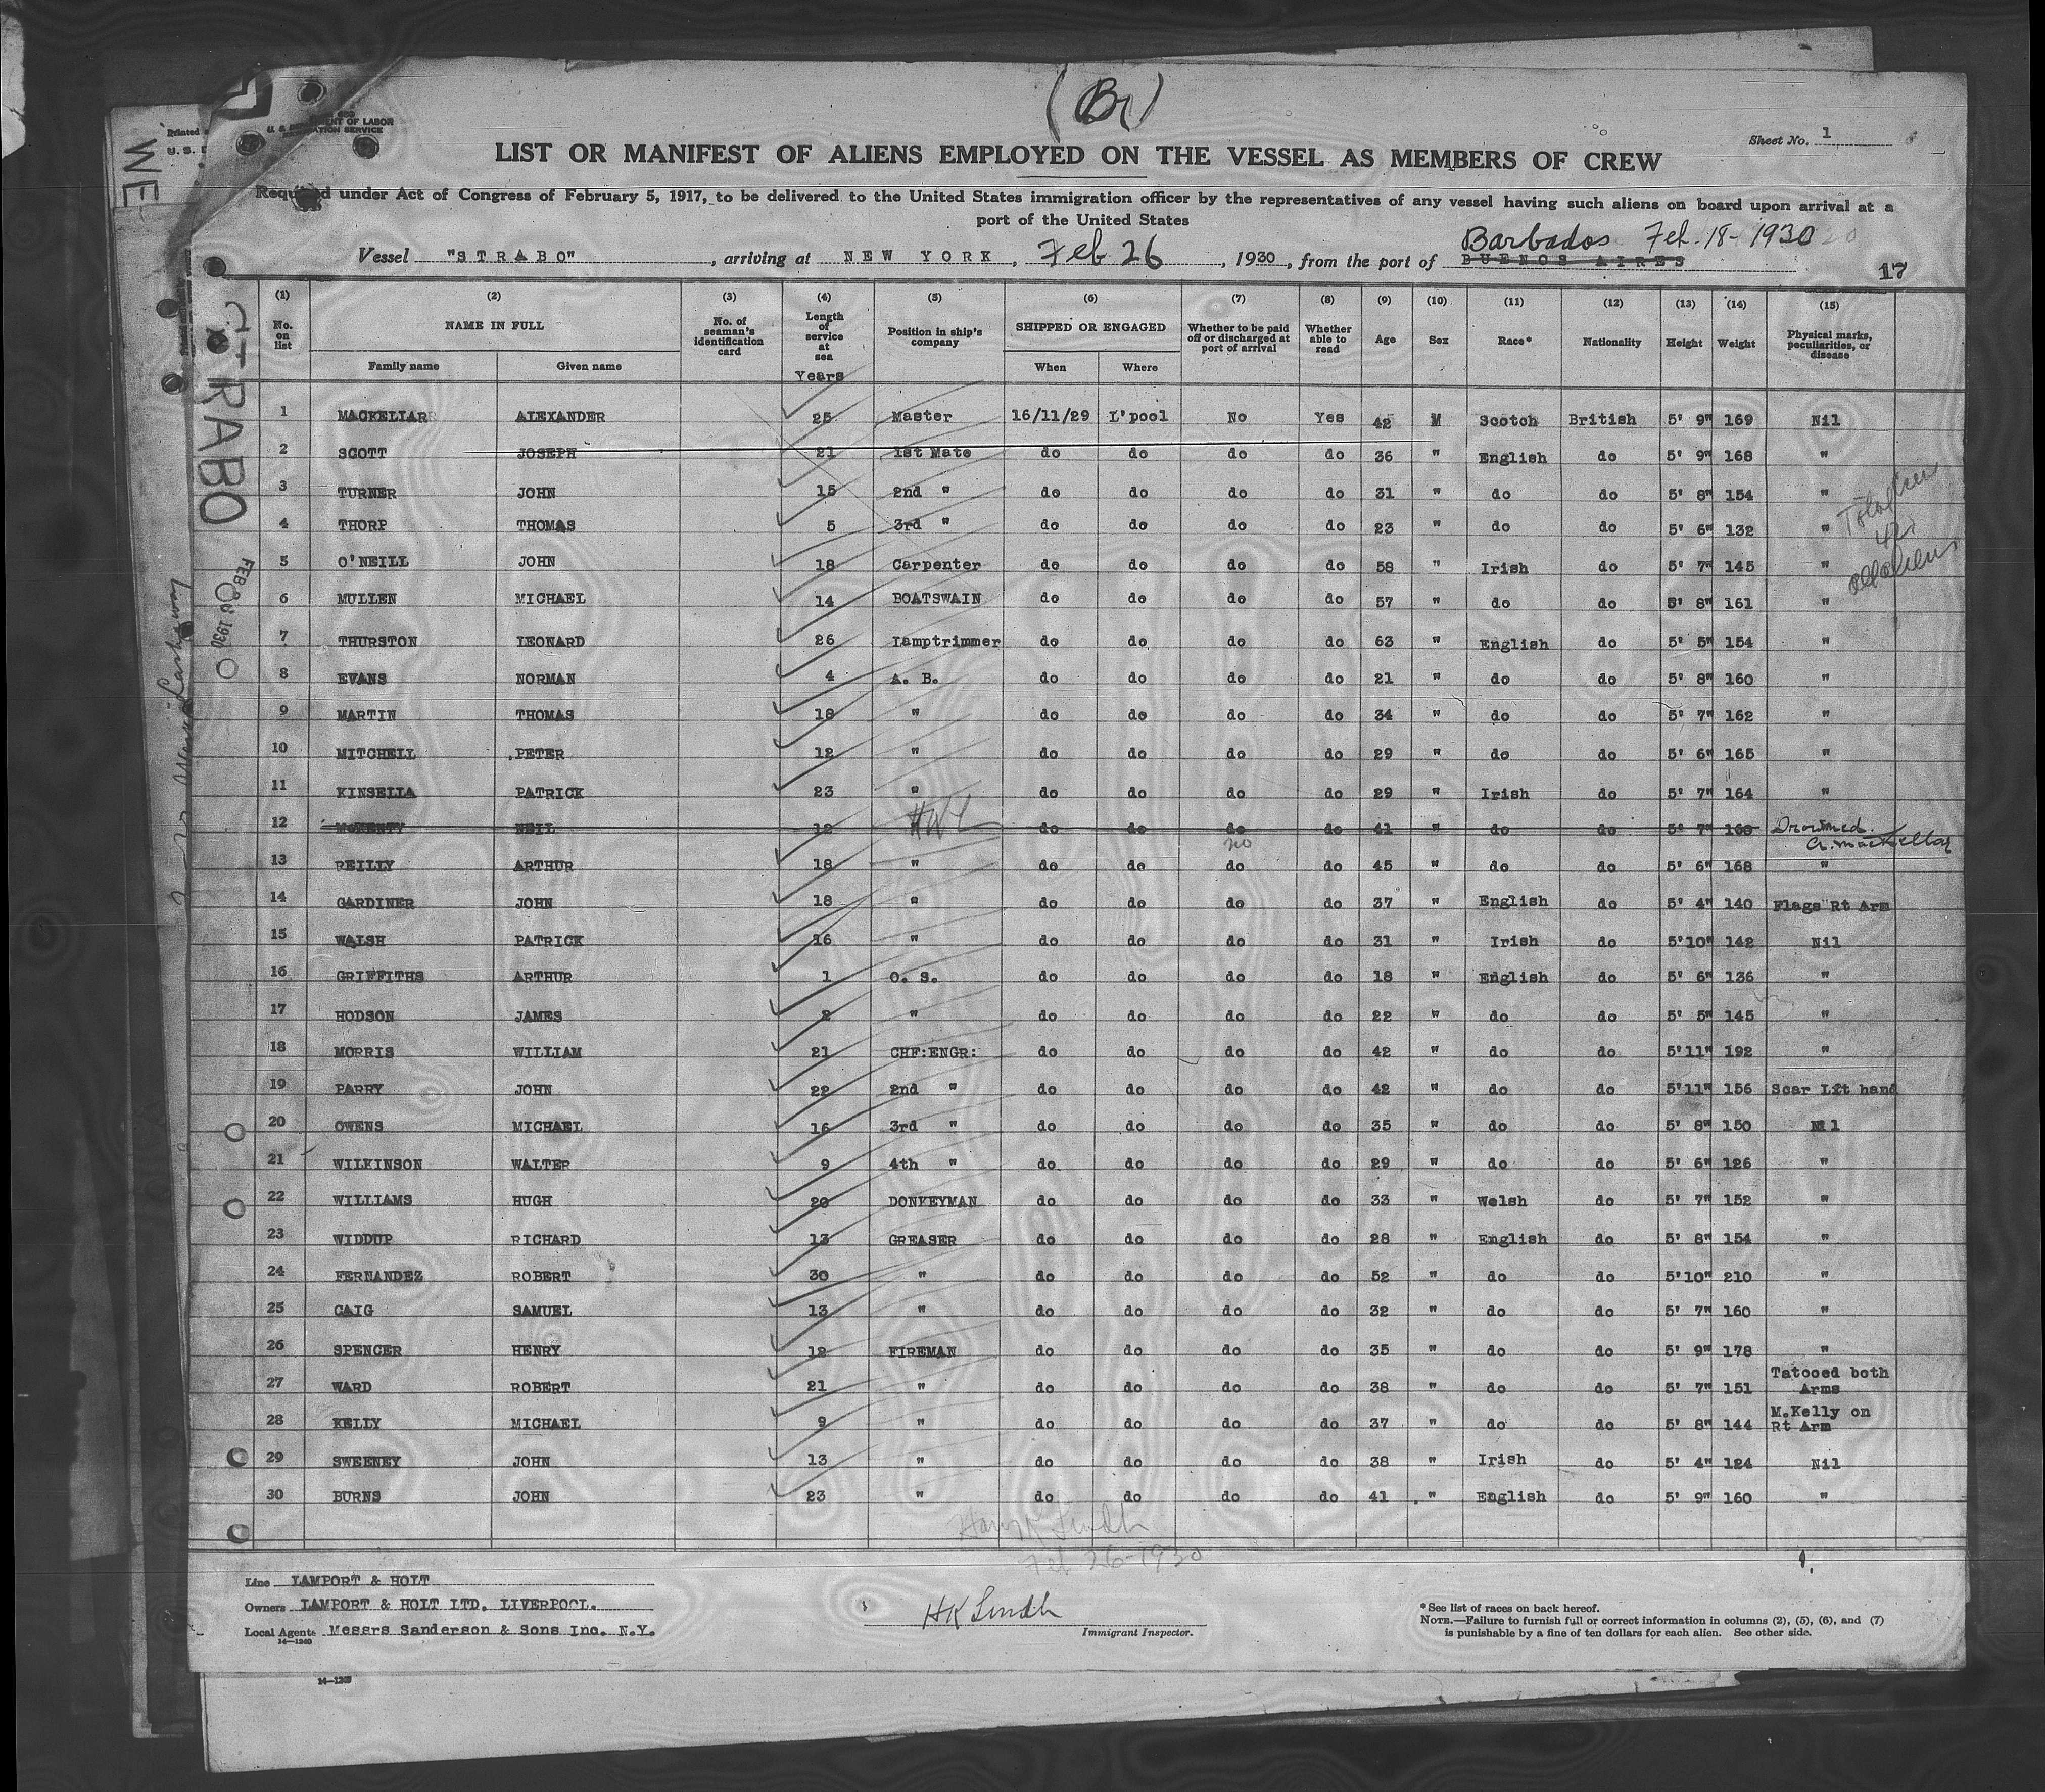 (Br)
Sheet No. 1
LIST OR MANIFEST OF ALIENS EMPLOYED ON THE VESSEL AS MEMBERS OF CREW
Required under Act of Congress of February 5, 1917, to be delivered to the United States immigration officer by the representatives of any vessel having such aliens on board upon arrival at a
port of the United States
Barbados Feb. 18-1930
Vessel "STRABO", arriving at NEW YORK, Feb 26, 1930, from the port of BUENOS AIRES
17
(1) (2) (3) (4) (5) (6) (7) (8) (9) (10) (11) (12) (13) (14) (15)
No. on list NAME IN FULL No. of seaman's identification card Length of service at sea Position in ship's company SHIPPED OR ENGAGED Whether to be paid off or discharged at port of arrival Whether able to read Age Sex Race* Nationality Height Weight Physical marks, peculiarities, or disease
Family name Given name Years When Where
1 MACKELLAR ALEXANDER 25 Master 16/11/29 L'pool No Yes 42 M Scotch British 5' 9" 169 Nil
2 SCOTT JOSEPH 21 1st Mate do do do do 36 " English do 5' 9" 168 "
3 TURNER JOHN 15 2nd " do do do do 31 " do do 5' 8" 154 "
4 THORP THOMAS 5 3rd " do do do do 23 " do do 5' 6" 132 "
5 O'NEILL JOHN 18 Carpenter do do do do 58 " Irish do 5' 7" 145 "
6 MULLEN MICHAEL 14 BOATSWAIN do do do do 57 " do do 5' 8" 161 "
7 THURSTON LEONARD 26 Lamptrimmer do do do do 63 " English do 5' 5" 154 "
8 EVANS NORMAN 4 A. B. do do do do 21 " do do 5' 8" 160 "
9 MARTIN THOMAS 18 " do do do do 34 " do do 5' 7" 162 "
10 MITCHELL PETER 12 " do do do do 29 " do do 5' 6" 165 "
11 KINSELLA PATRICK 23 " do do do do 29 " Irish do 5' 7" 164 "
12 McHENTY NEIL 12 do do do do 41 " do do 5' 7" 160 Drowned.
A. Mackellar
no
13 REILLY ARTHUR 18 " do do do do 45 " do do 5' 6" 168 "
14 GARDINER JOHN 18 " do do do do 37 " English do 5' 4" 140 Flags Rt Arm
15 WALSH PATRICK 16 " do do do do 31 " Irish do 5'10" 142 Nil
16 GRIFFITHS ARTHUR 1 O. S. do do do do 18 " English do 5' 6" 136 "
17 HODSON JAMES 2 " do do do do 22 " do do 5' 5" 145 "
18 MORRIS WILLIAM 21 CHF:ENGR: do do do do 42 " do do 5'11" 192 "
19 PARRY JOHN 22 2nd " do do do do 42 " do do 5'11" 156 Scar Lft hand
20 OWENS MICHAEL 16 3rd " do do do do 35 " do do 5' 8" 150 Nil
21 WILKINSON WALTER 9 4th " do do do do 29 " do do 5' 6" 126 "
22 WILLIAMS HUGH 20 DONKEYMAN do do do do 33 " Welsh do 5' 7" 152 "
23 WIDDUP RICHARD 13 GREASER do do do do 28 " English do 5' 8" 154 "
24 FERNANDEZ ROBERT 30 " do do do do 52 " do do 5'10" 210 "
25 CAIG SAMUEL 13 " do do do do 32 " do do 5' 7" 160 "
26 SPENCER HENRY 12 FIREMAN do do do do 35 " do do 5' 9" 178 "
27 WARD ROBERT 21 " do do do do 38 " do do 5' 7" 151 Tatooed both Arms
28 KELLY MICHAEL 9 " do do do do 37 " do do 5' 8" 144 M.Kelly on Rt Arm
29 SWEENEY JOHN 13 " do do do do 38 " Irish do 5' 4" 124 Nil
30 BURNS JOHN 23 " do do do do 41 " English do 5' 9" 160 "
Total Crew
42
all aliens
STRABO
FEB 26 1930
Feb 26-1930
Line LAMPORT & HOLT
Owners LAMPORT & HOLT LTD. LIVERPOOL.
Local Agents Messrs Sanderson & Sons Inc. N.Y.
14-1240
HK Lindh
Immigrant Inspector.
*See list of races on back hereof.
NOTE.—Failure to furnish full or correct information in columns (2), (5), (6), and (7)
is punishable by a fine of ten dollars for each alien. See other side.